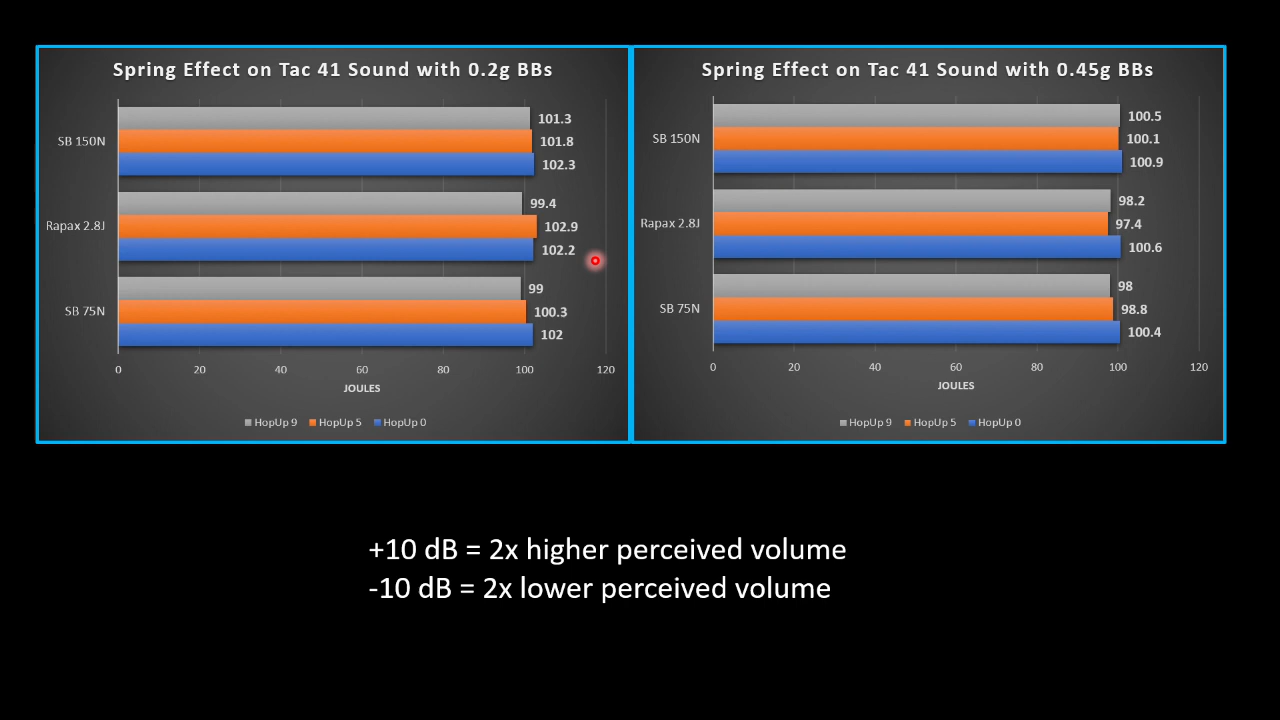 Spring Effect on Tac 41 Sound with 0.2g BBs
SB 150N
101.3
101.8
102.3
Rapax 2.8J
99.4
102.9
102.2
SB 75N
99
100.3
102
0 20 40 60 80 100 120
JOULES
HopUp 9 HopUp 5 HopUp 0
Spring Effect on Tac 41 Sound with 0.45g BBs
SB 150N
100.5
100.1
100.9
Rapax 2.8J
98.2
97.4
100.6
SB 75N
98
98.8
100.4
0 20 40 60 80 100 120
JOULES
HopUp 9 HopUp 5 HopUp 0
+10 dB = 2x higher perceived volume
-10 dB = 2x lower perceived volume